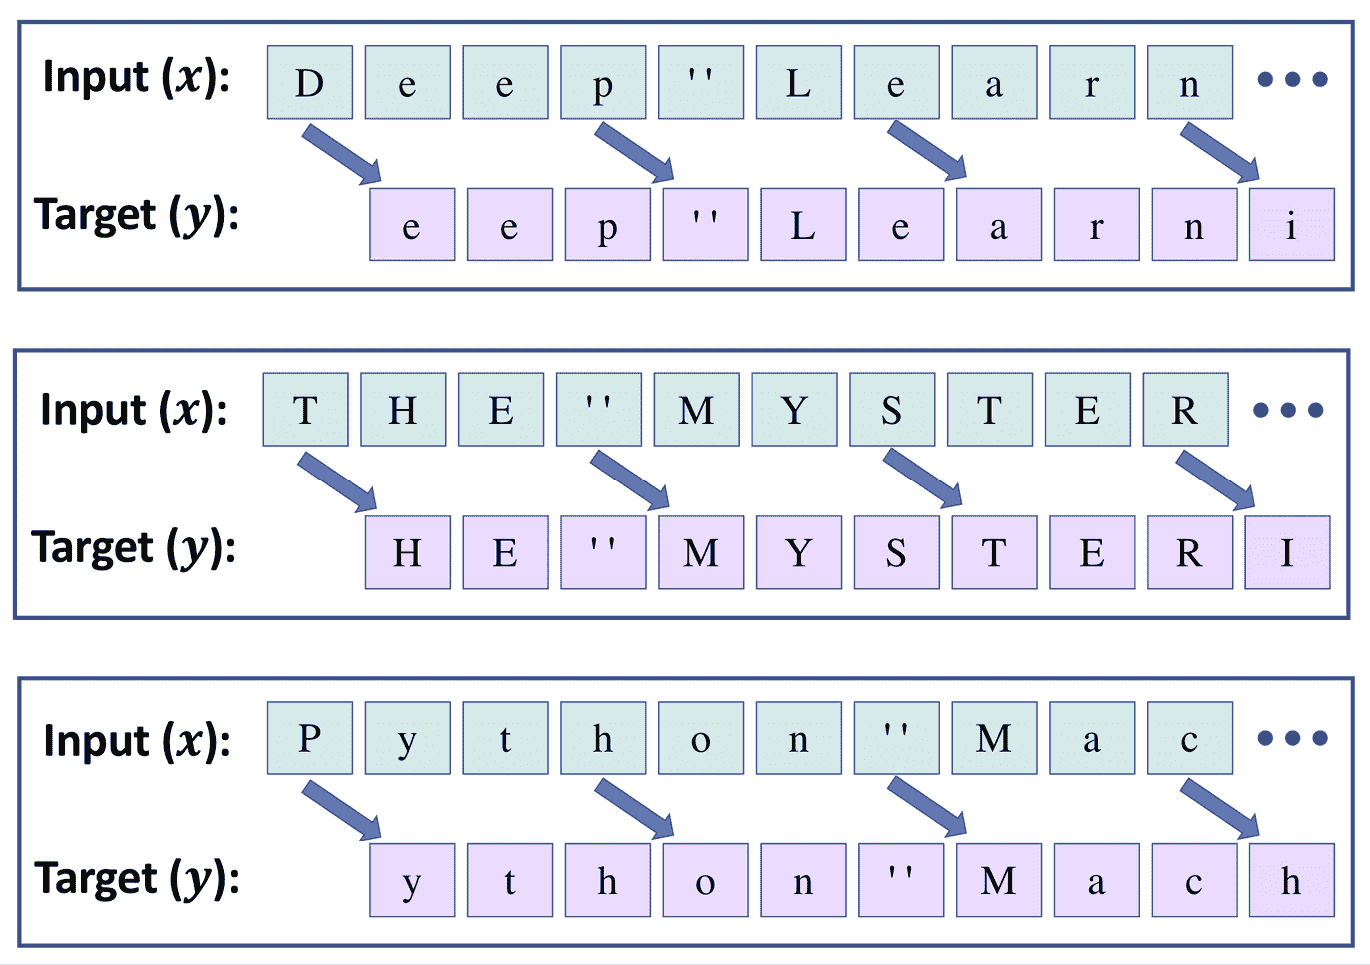 Input (x): D e e p ' ' L e a r n •••
Target (y): e e p ' ' L e a r n i
Input (x): T H E ' ' M Y S T E R •••
Target (y): H E ' ' M Y S T E R I
Input (x): P y t h o n ' ' M a c •••
Target (y): y t h o n ' ' M a c h